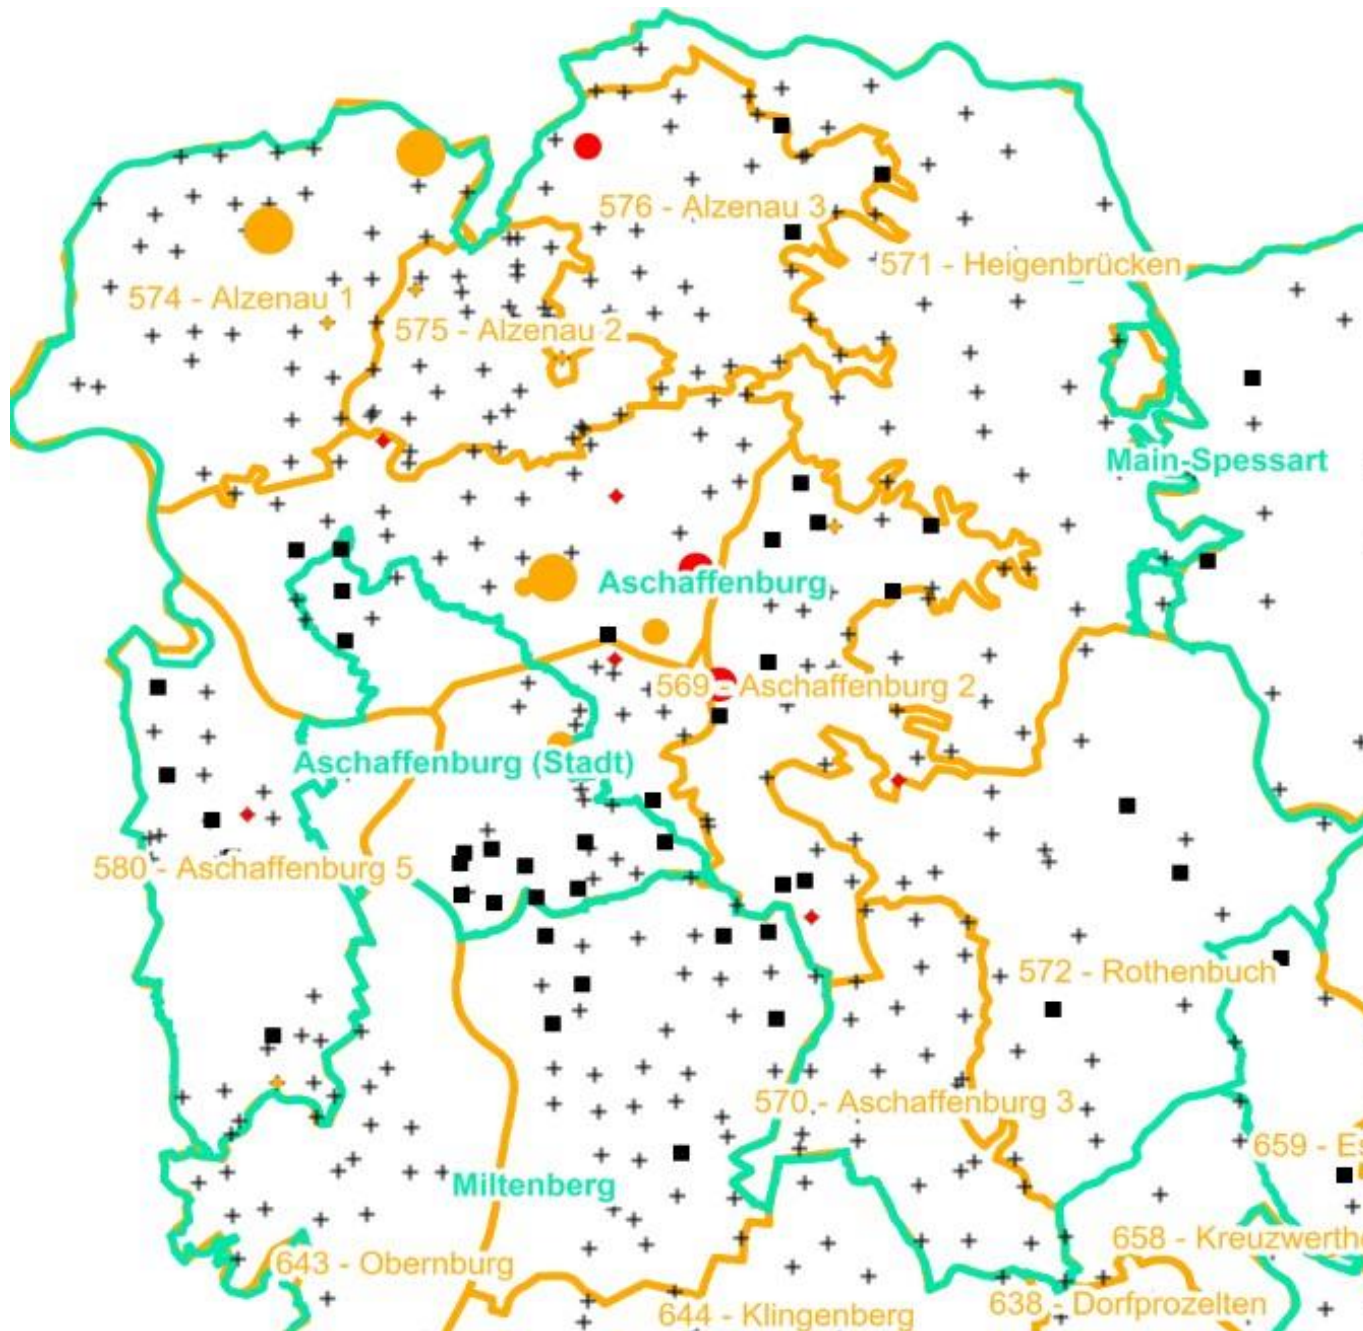 576 - Alzenau 3
571 - Heigenbrücken
574 - Alzenau 1
575 - Alzenau 2
Main-Spessart
Aschaffenburg
569 - Aschaffenburg 2
Aschaffenburg (Stadt)
580 - Aschaffenburg 5
572 - Rothenbuch
570 - Aschaffenburg 3
659 - Es
Miltenberg
658 - Kreuzwerthe
643 - Obernburg
644 - Klingenberg
638 - Dorfprozelten